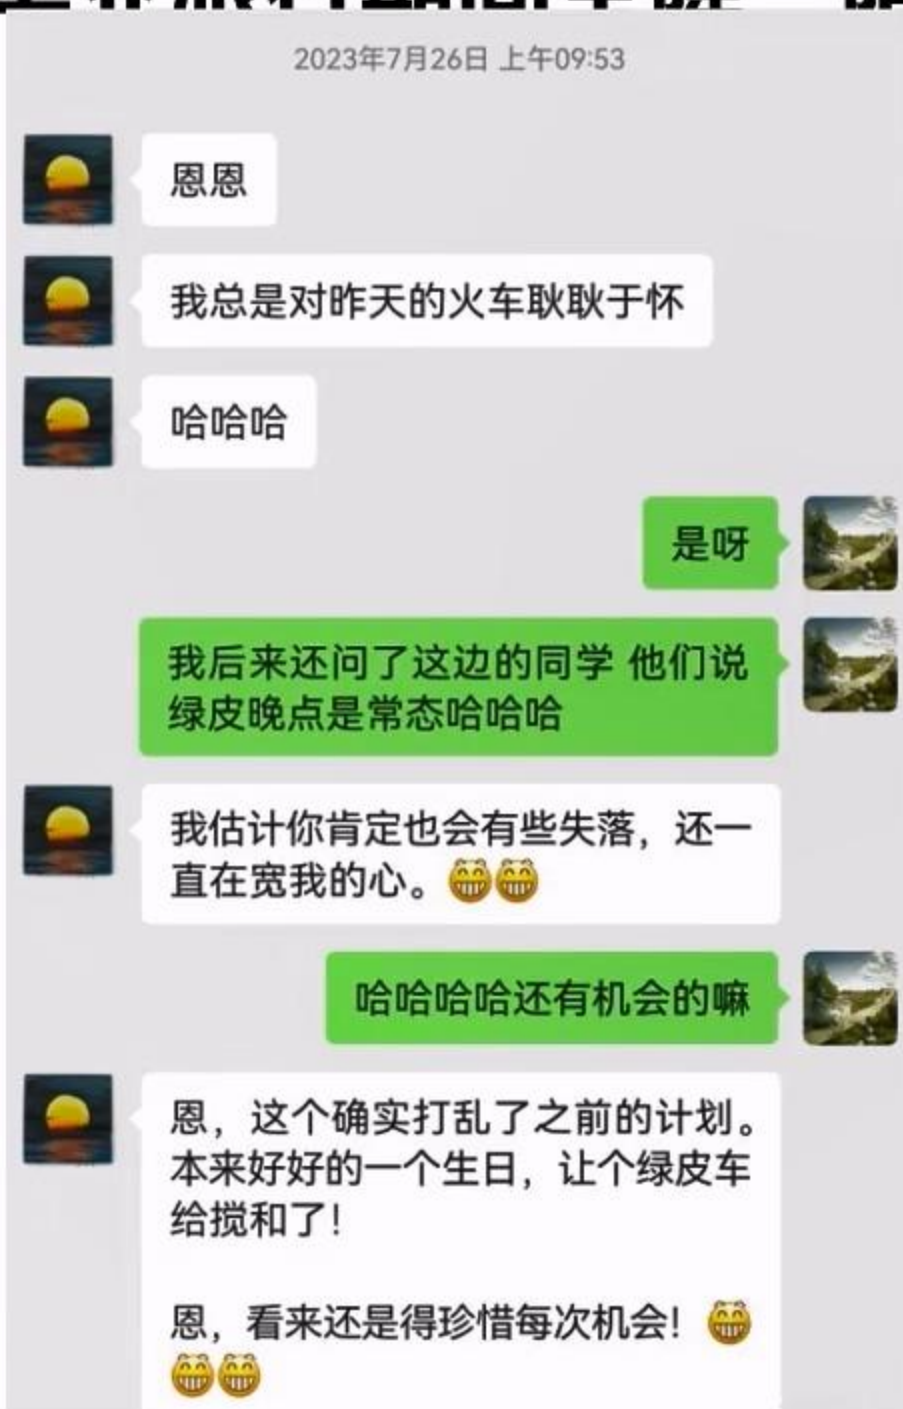 2023年7月26日 上午09:53
恩恩
我总是对昨天的火车耿耿于怀
哈哈哈
是呀
我后来还问了这边的同学 他们说
绿皮晚点是常态哈哈哈
我估计你肯定也会有些失落，还一
直在宽我的心。😁😁
哈哈哈哈还有机会的嘛
恩，这个确实打乱了之前的计划。
本来好好的一个生日，让个绿皮车
给搅和了！
恩，看来还是得珍惜每次机会！😁
😁😁